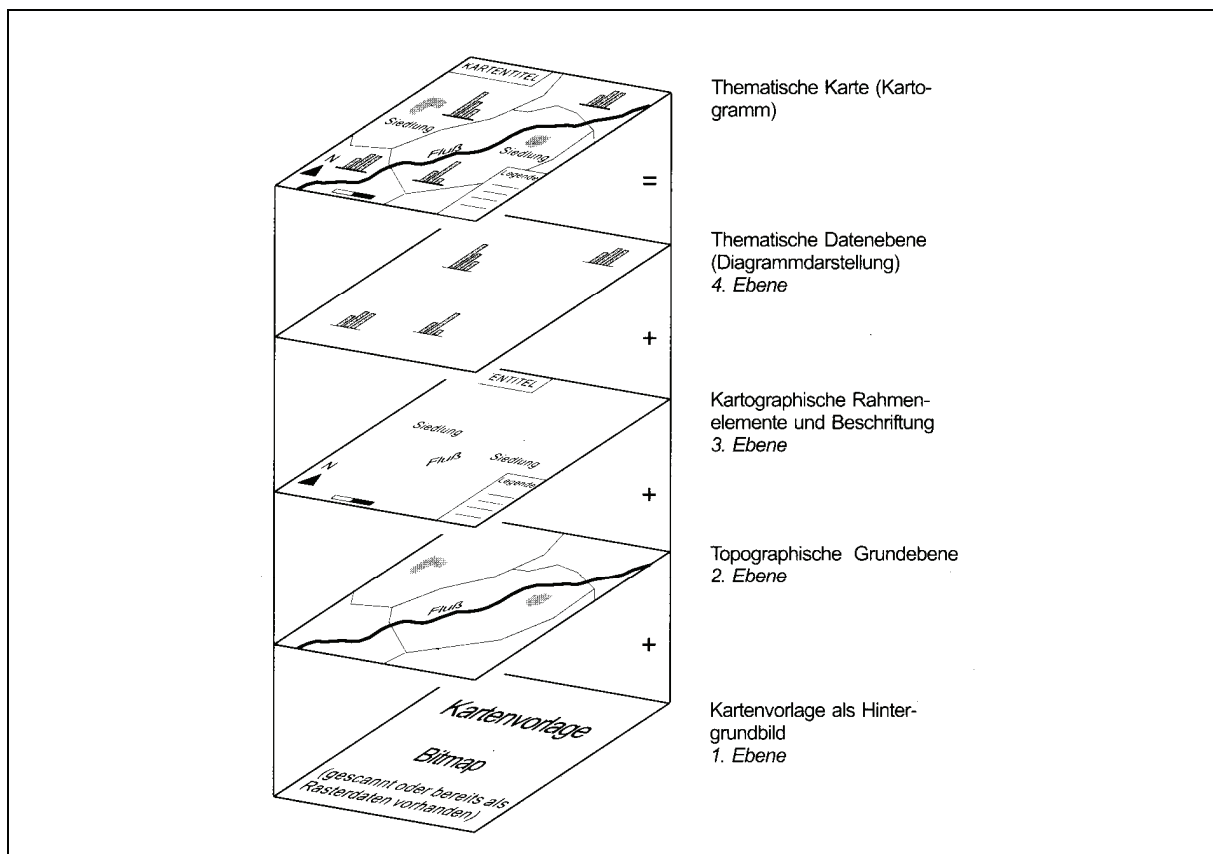 KARTENTITEL
Siedlung
Fluß
Siedlung
N
Legende
Thematische Karte (Karto-
gramm)
=
Thematische Datenebene
(Diagrammdarstellung)
4. Ebene
+
ENTITEL
Siedlung
Fluß
Siedlung
N
Legende
Kartographische Rahmen-
elemente und Beschriftung
3. Ebene
+
Fluß
Topographische Grundebene
2. Ebene
+
Kartenvorlage
Bitmap
(gescannt oder bereits als
Rasterdaten vorhanden)
Kartenvorlage als Hinter-
grundbild
1. Ebene